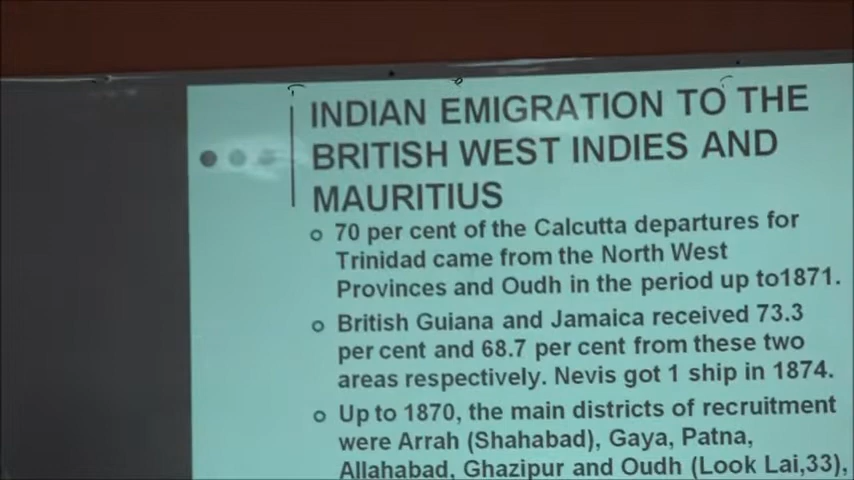 INDIAN EMIGRATION TO THE
BRITISH WEST INDIES AND
MAURITIUS
70 per cent of the Calcutta departures for
Trinidad came from the North West
Provinces and Oudh in the period up to1871.
British Guiana and Jamaica received 73.3
per cent and 68.7 per cent from these two
areas respectively. Nevis got 1 ship in 1874.
Up to 1870, the main districts of recruitment
were Arrah (Shahabad), Gaya, Patna,
Allahabad, Ghazipur and Oudh (Look Lai,33),